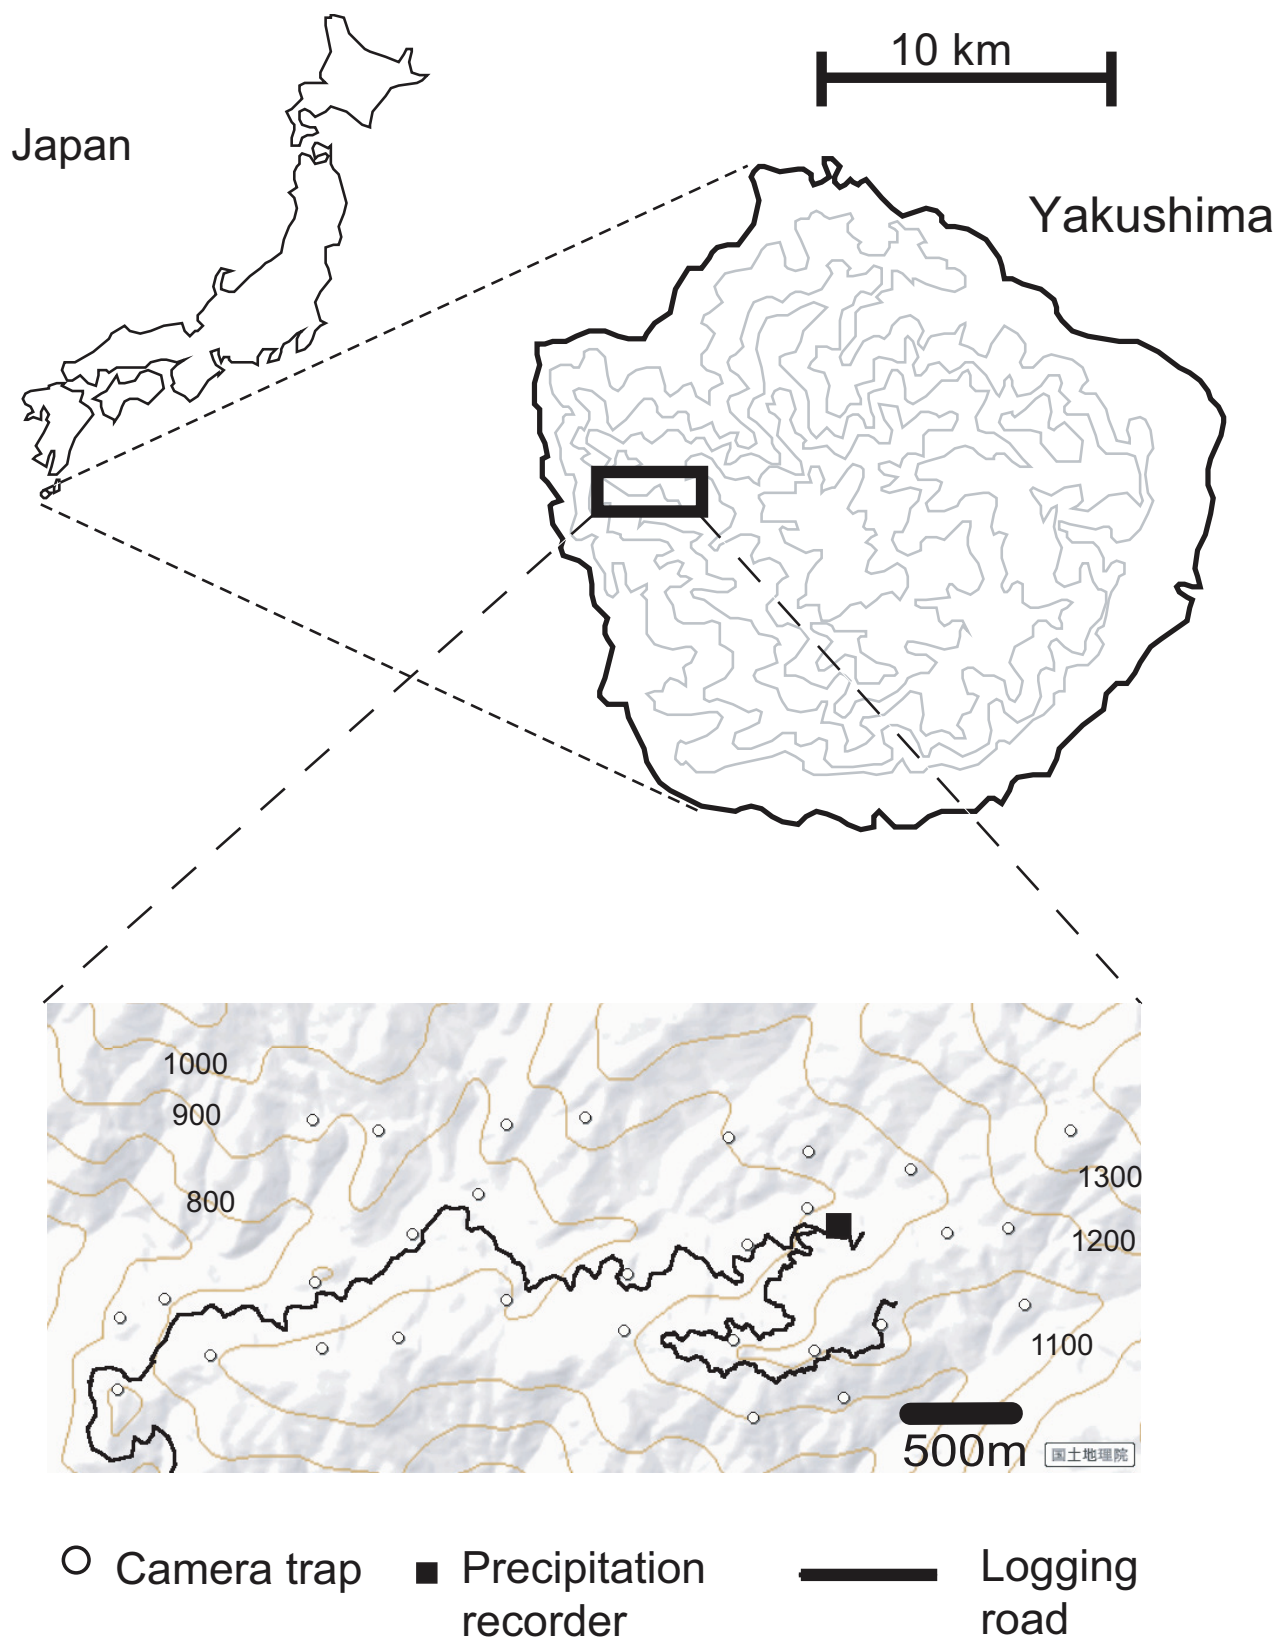 10 km
Japan
Yakushima
1000
900
800
1300
1200
1100
500m
国土地理院
Camera trap
Precipitation
recorder
Logging
road